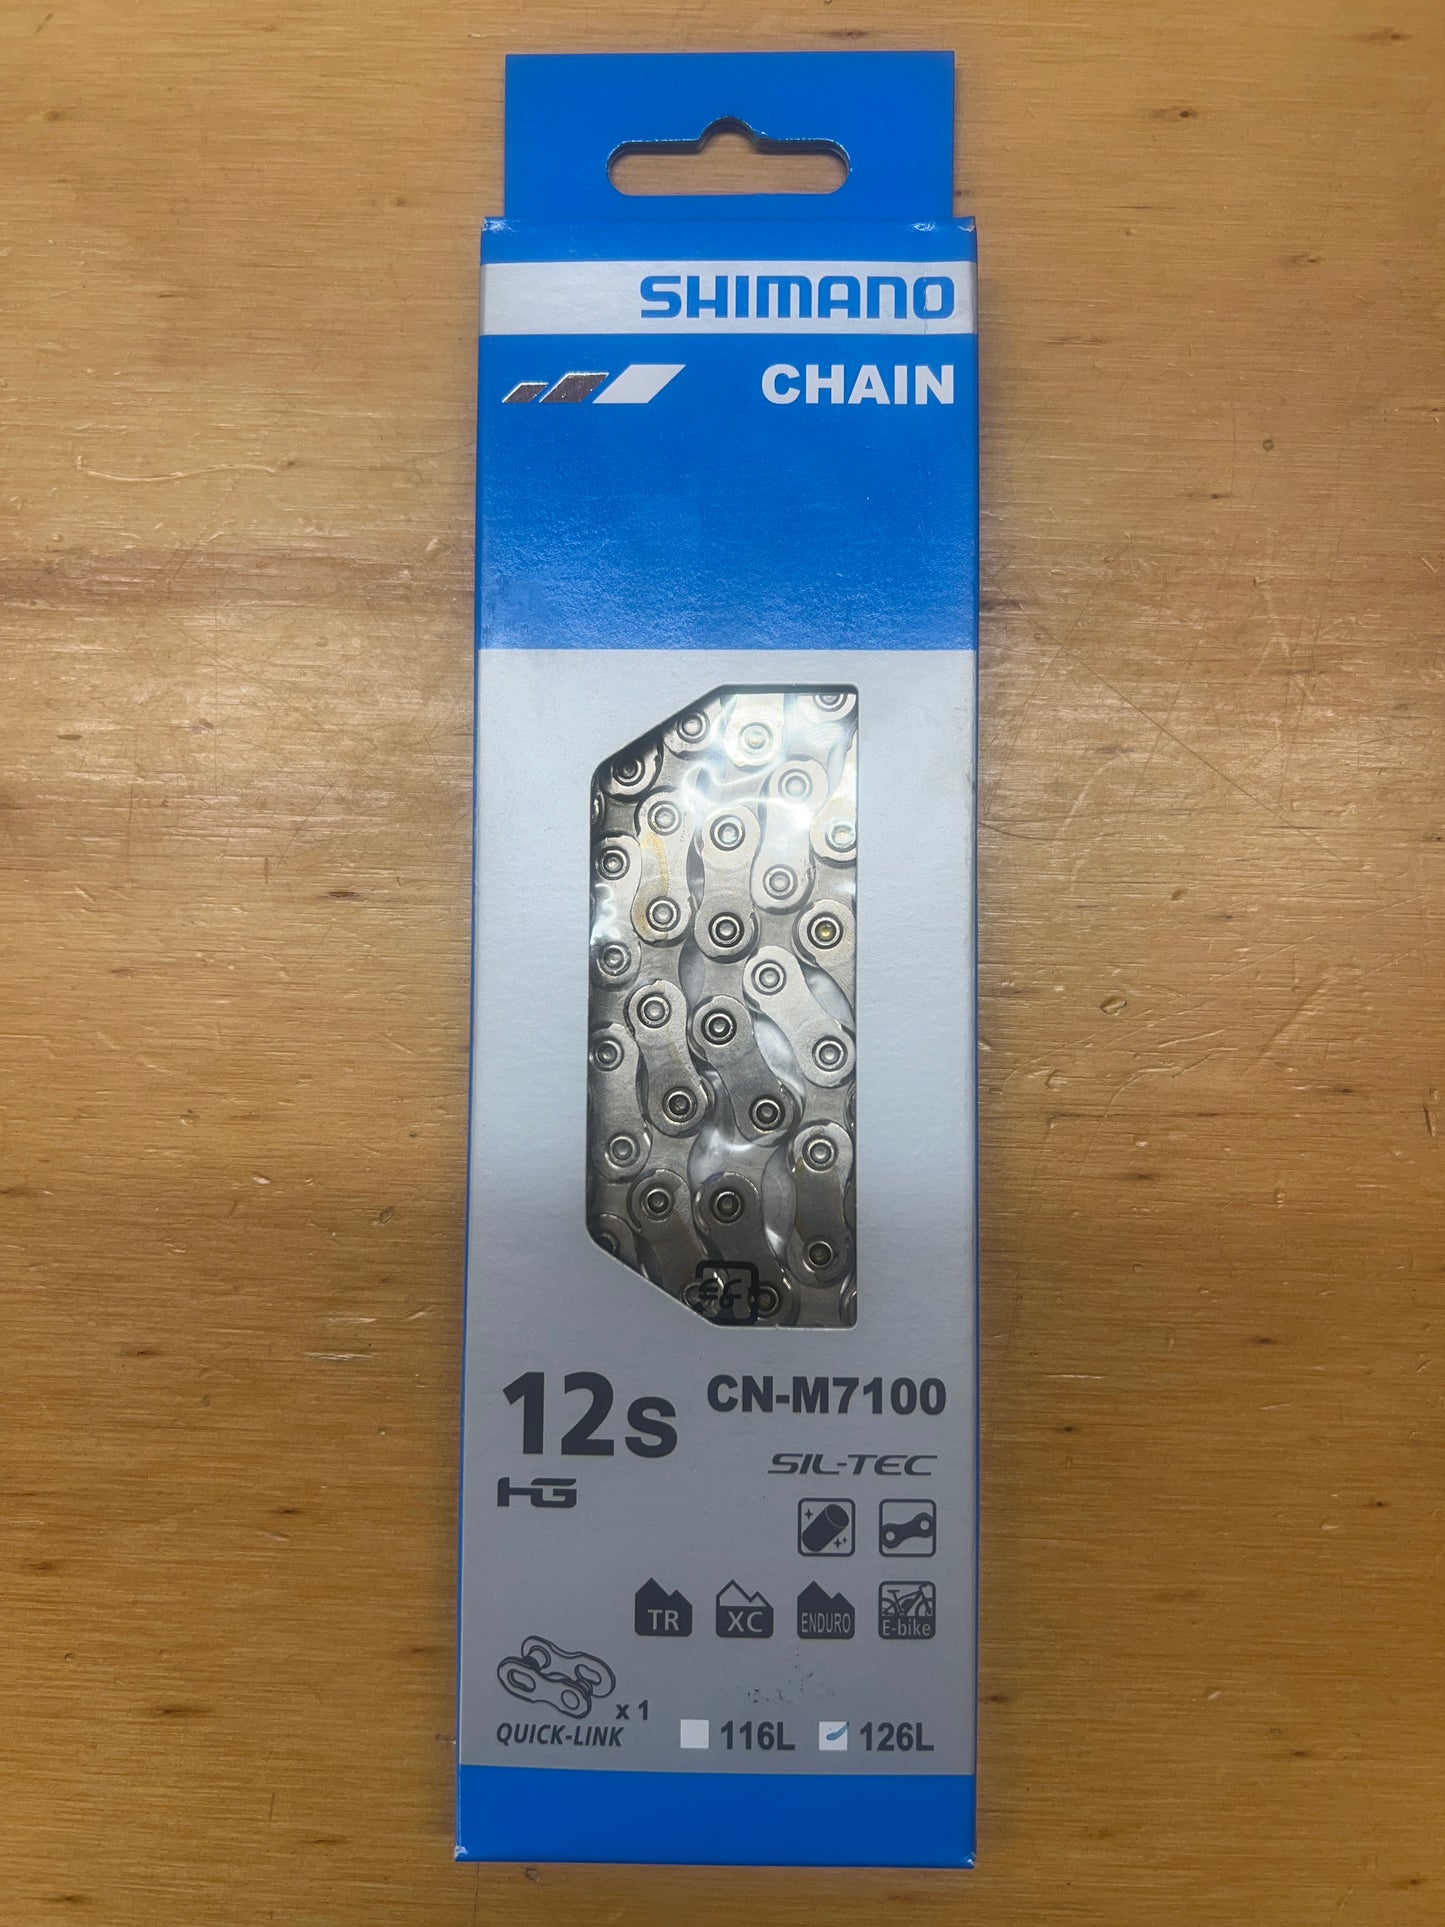 SHIMANO
CHAIN
12s
CN-M7100
SIL-TEC
HG
TR
XC
ENDURO
E-bike
x 1
QUICK-LINK
116L
126L